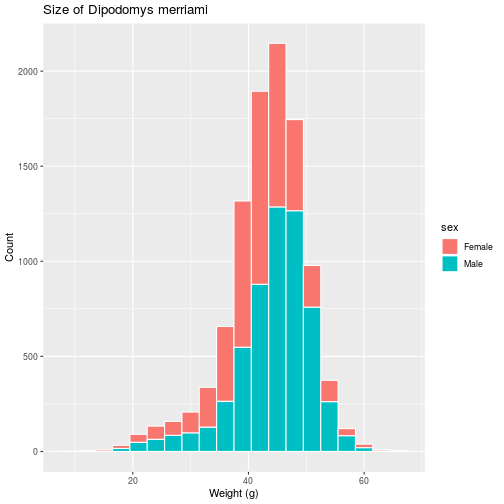 Size of Dipodomys merriami
2000
1500
1000
500
0
Count
20
40
60
Weight (g)
sex
Female
Male